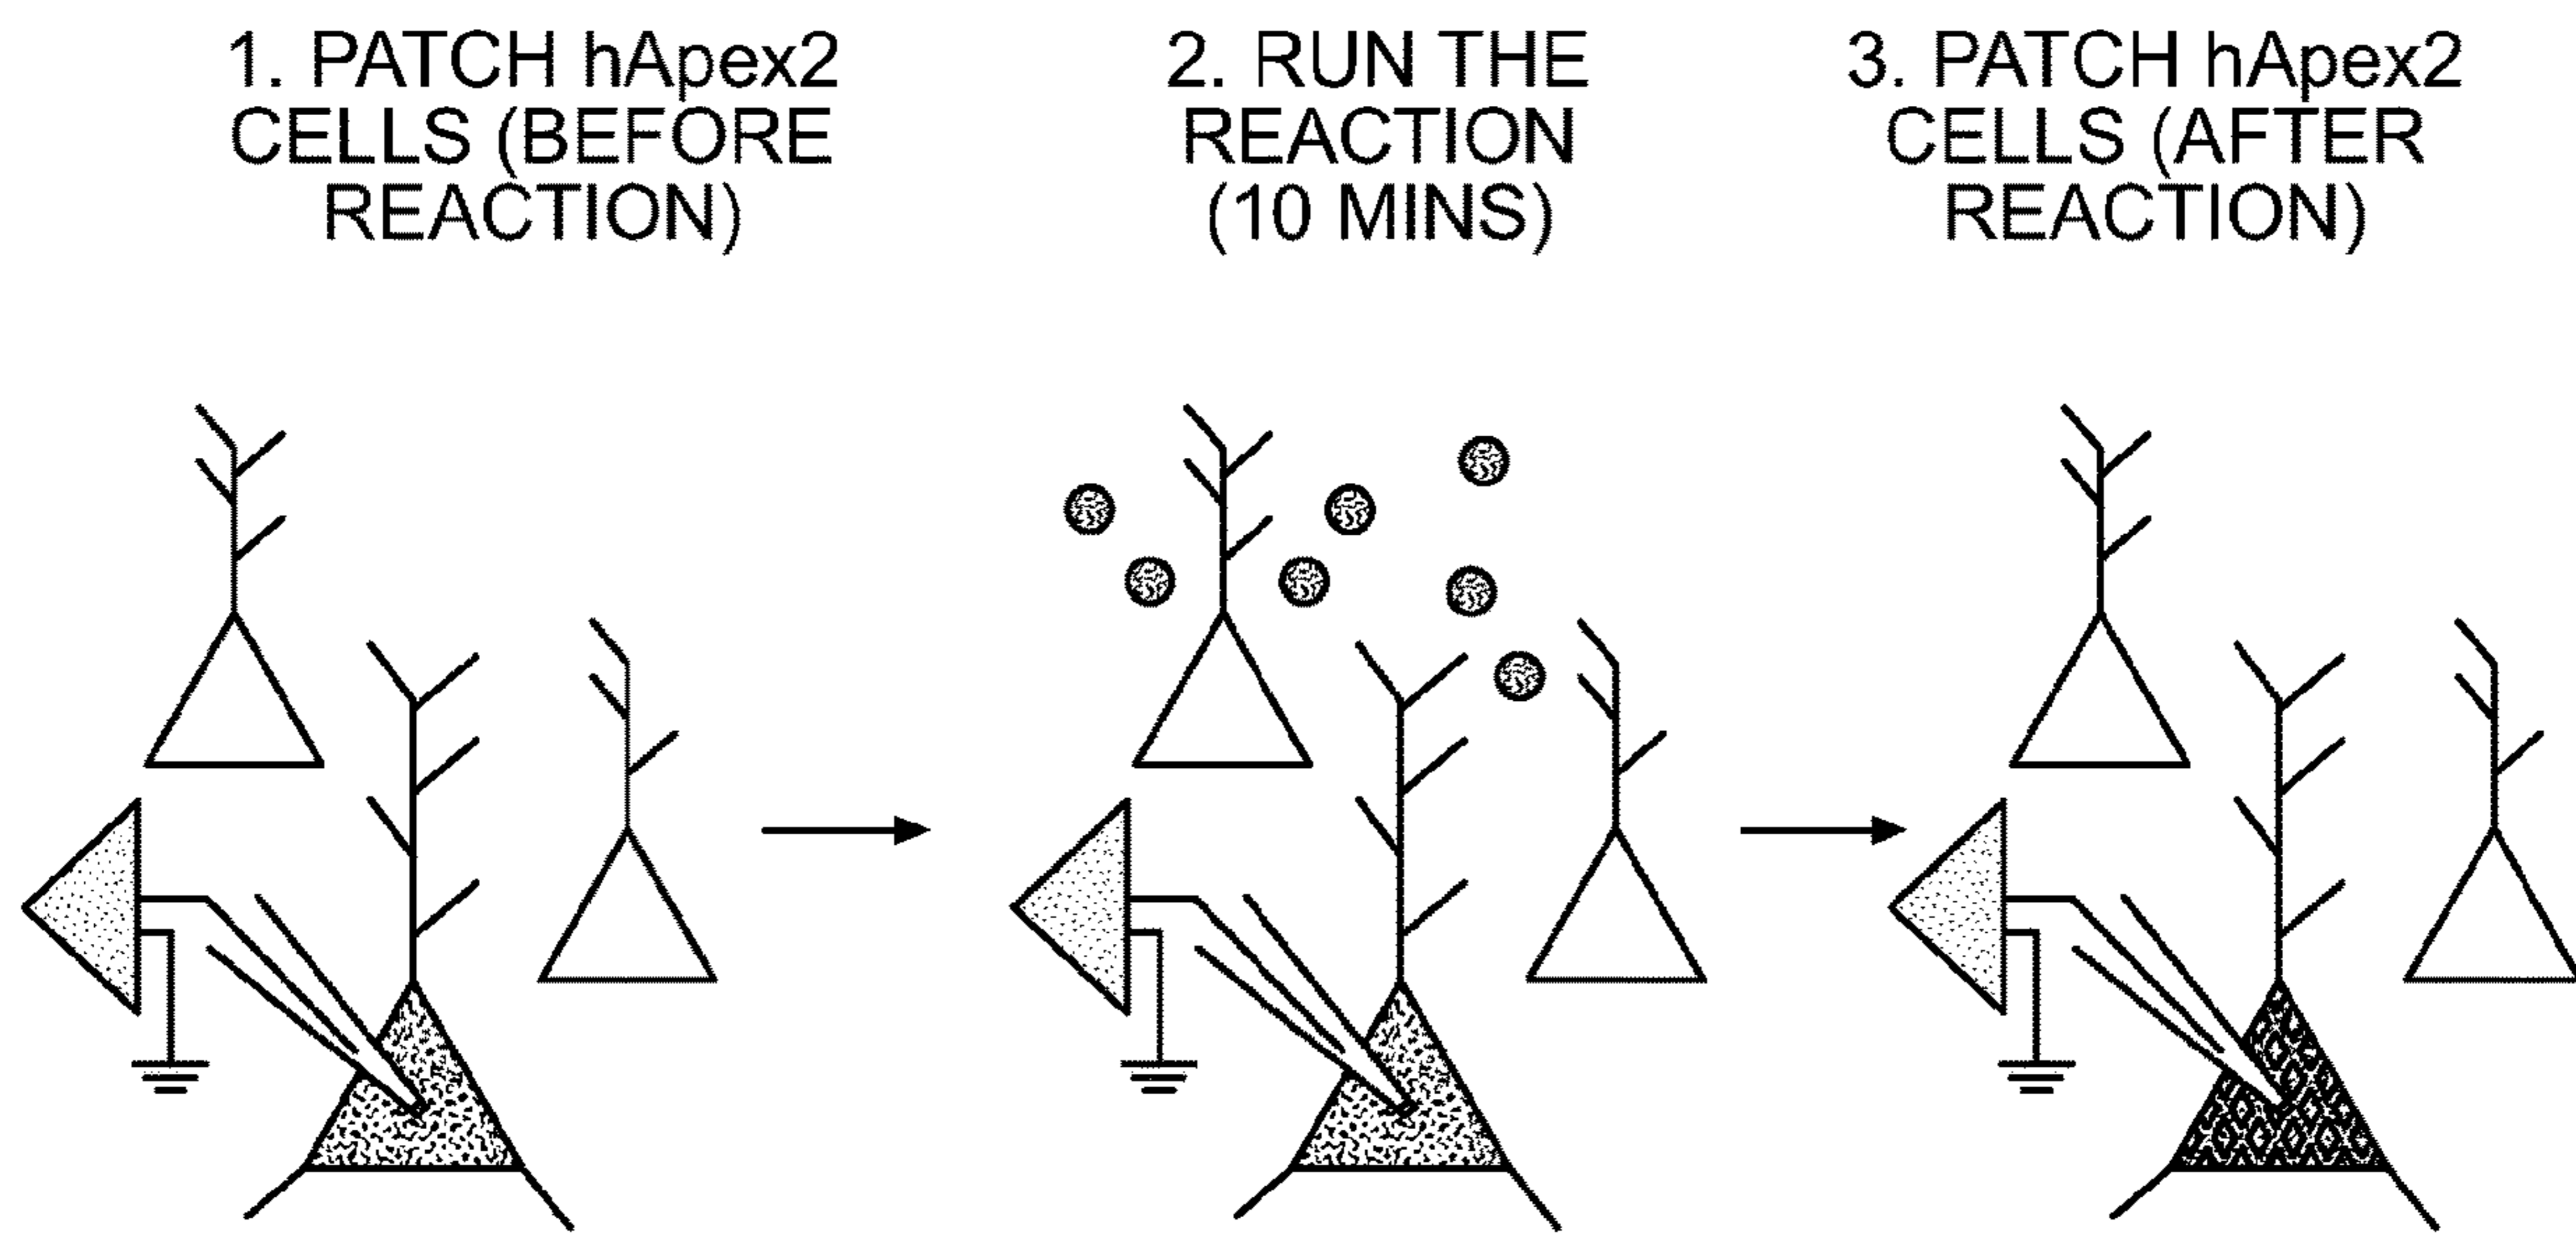 1. PATCH hApex2
CELLS (BEFORE
REACTION)
2. RUN THE
REACTION
(10 MINS)
3. PATCH hApex2
CELLS (AFTER
REACTION)